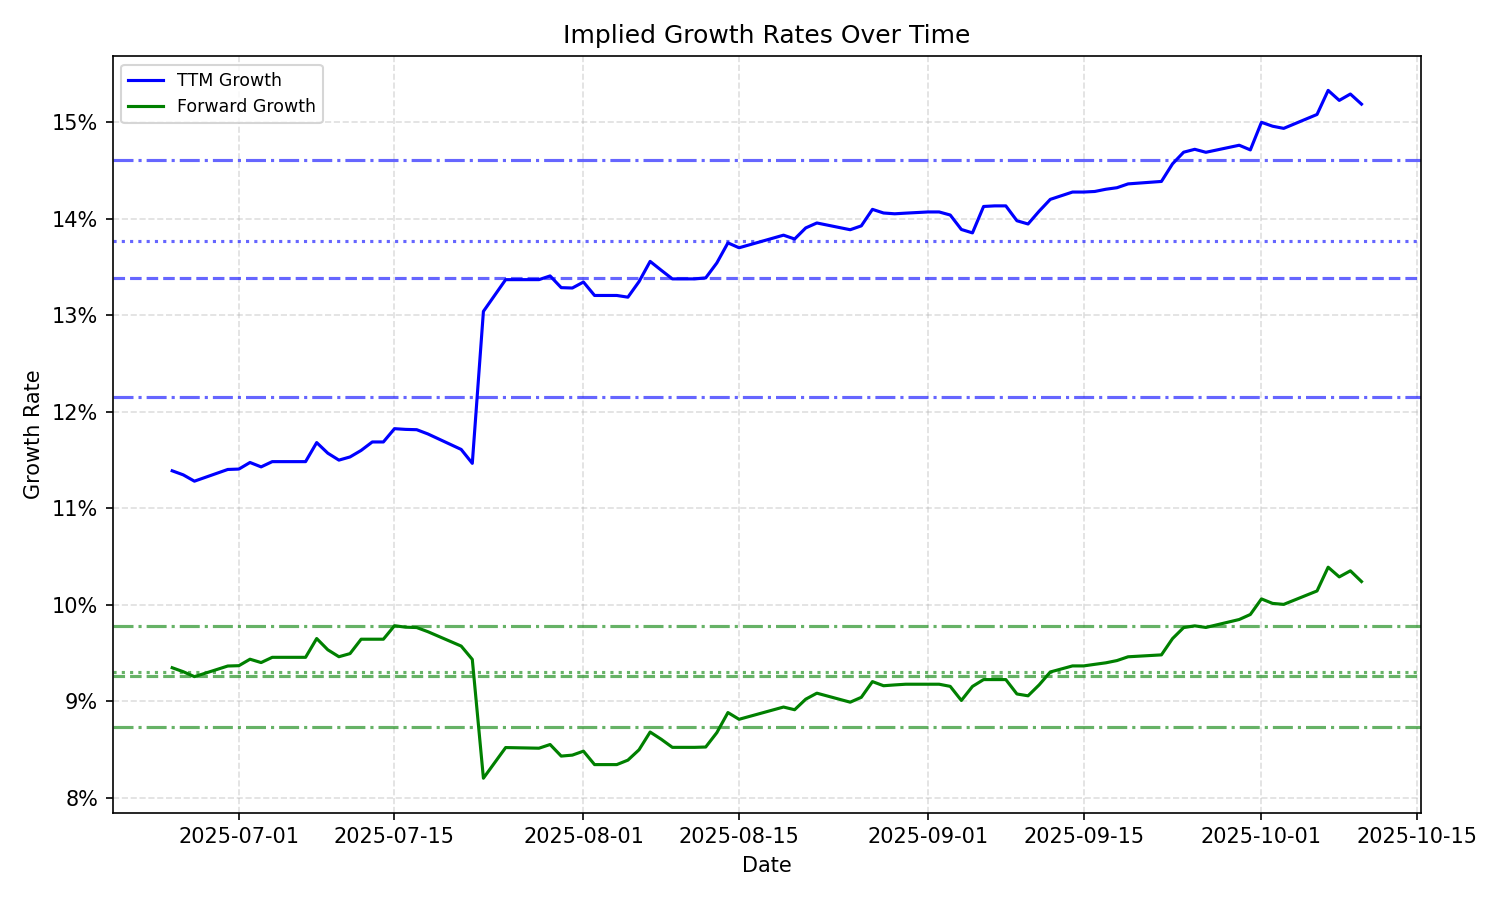 Implied Growth Rates Over Time
TTM Growth
Forward Growth
15%
14%
13%
12%
11%
10%
9%
8%
Growth Rate
2025-07-01 2025-07-15 2025-08-01 2025-08-15 2025-09-01 2025-09-15 2025-10-01 2025-10-15
Date